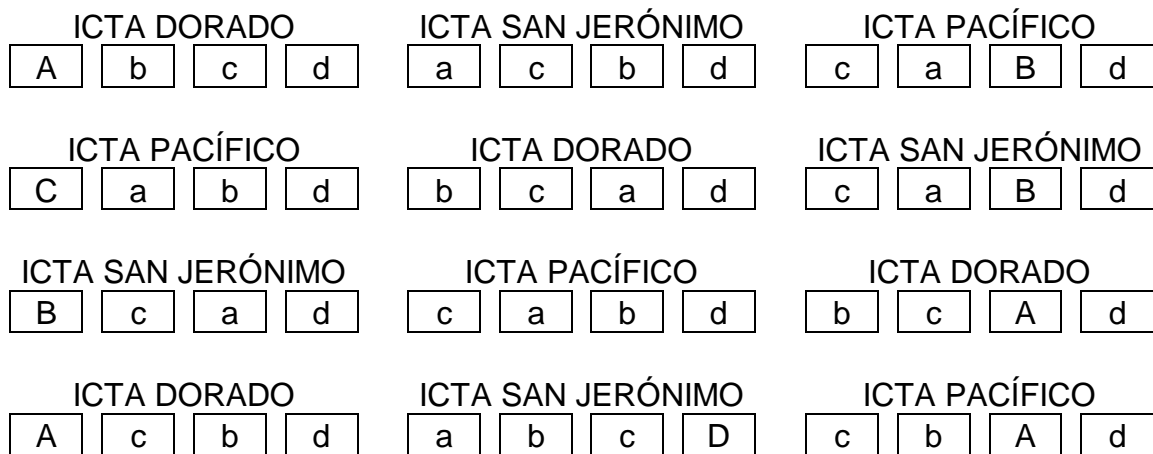 ICTA DORADO ICTA SAN JERÓNIMO ICTA PACÍFICO
A b c d a c b d c a B d
ICTA PACÍFICO ICTA DORADO ICTA SAN JERÓNIMO
C a b d b c a d c a B d
ICTA SAN JERÓNIMO ICTA PACÍFICO ICTA DORADO
B c a d c a b d b c A d
ICTA DORADO ICTA SAN JERÓNIMO ICTA PACÍFICO
A c b d a b c D c b A d